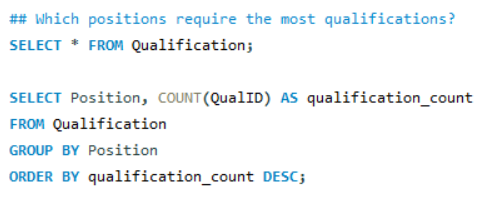 ## Which positions require the most qualifications?
SELECT * FROM Qualification;
SELECT Position, COUNT(QualID) AS qualification_count
FROM Qualification
GROUP BY Position
ORDER BY qualification_count DESC;